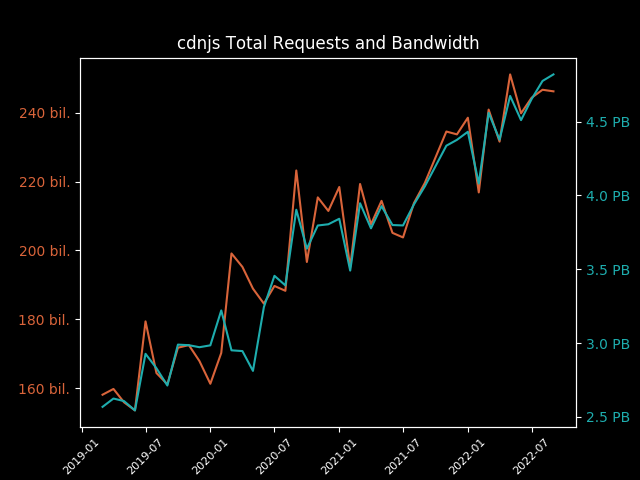 cdnjs Total Requests and Bandwidth
240 bil.
220 bil.
200 bil.
180 bil.
160 bil.
4.5 PB
4.0 PB
3.5 PB
3.0 PB
2.5 PB
2019-01
2019-07
2020-01
2020-07
2021-01
2021-07
2022-01
2022-07